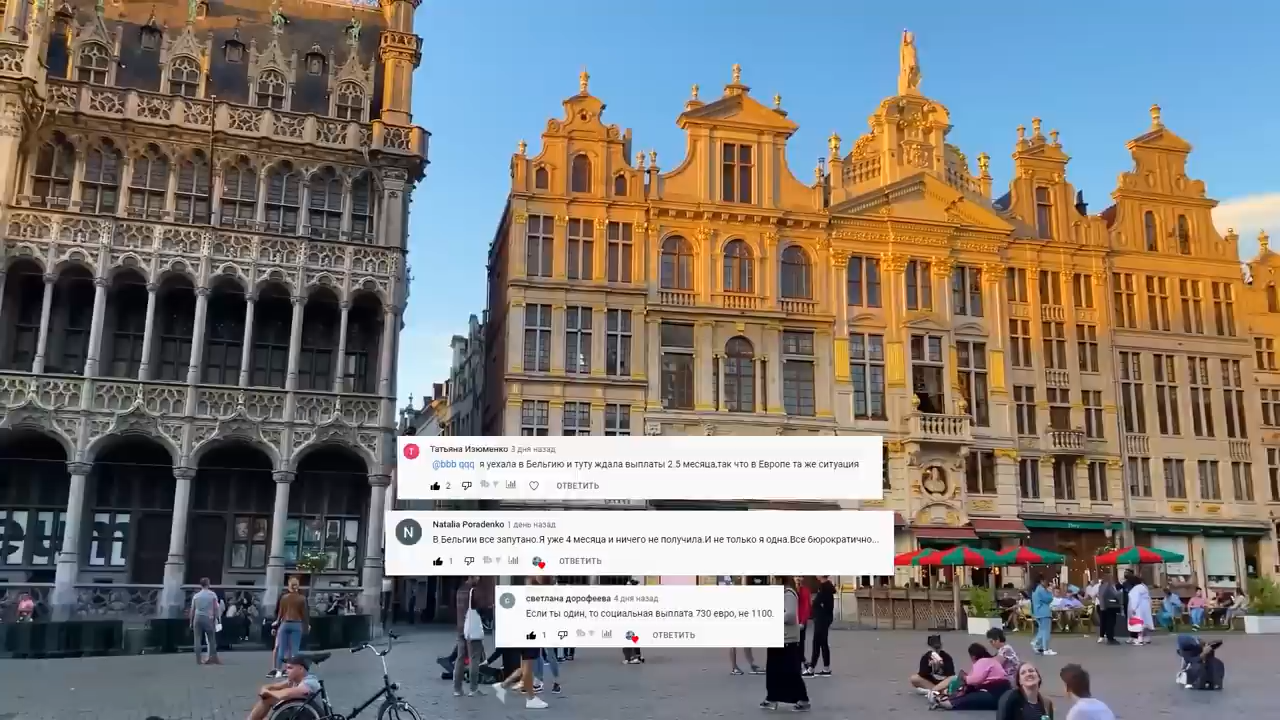 Татьяна Изюменко 3 дня назад
@bbb qqq я уехала в Бельгию и туту ждала выплаты 2.5 месяца,так что в Европе та же ситуация
2 ОТВЕТИТЬ
N Natalia Poradenko 1 день назад
В Бельгии все запутано.Я уже 4 месяца и ничего не получила.И не только я одна.Все бюрократично...
1 ОТВЕТИТЬ
светлана дорофеева 4 дня назад
Если ты один, то социальная выплата 730 евро, не 1100.
1 ОТВЕТИТЬ